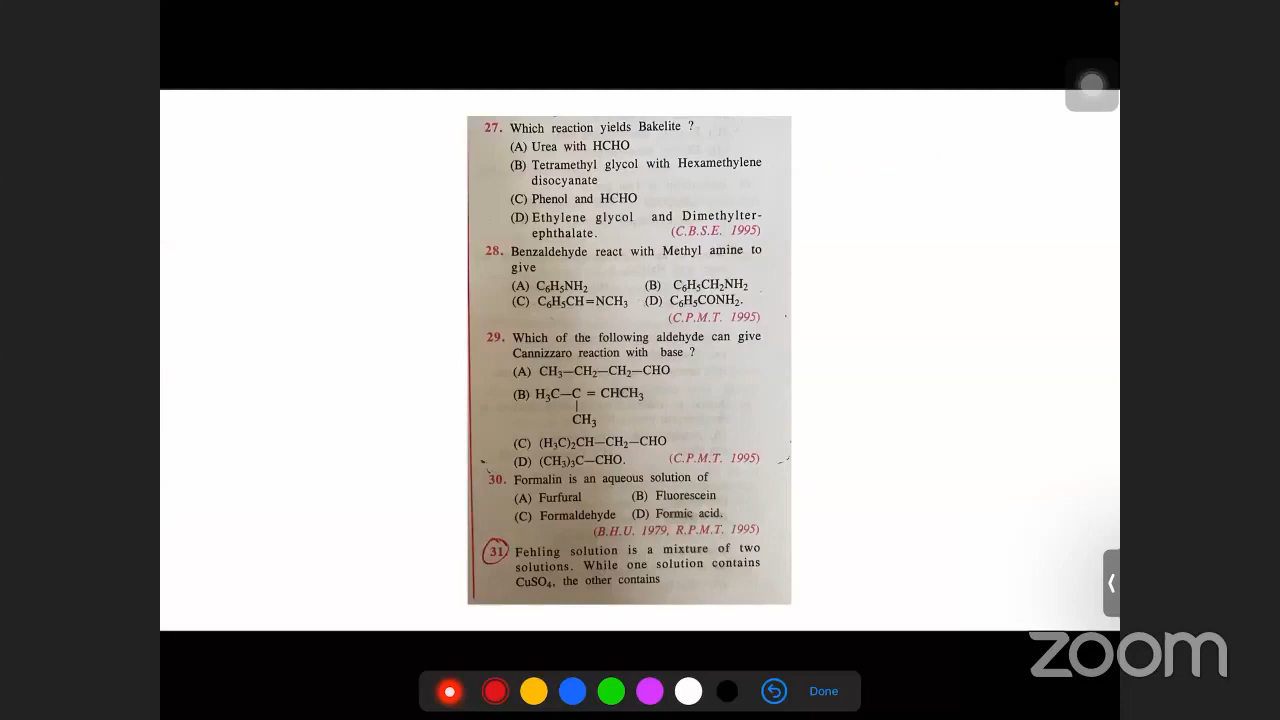 27. Which reaction yields Bakelite ?
(A) Urea with HCHO
(B) Tetramethyl glycol with Hexamethylene
disocyanate
(C) Phenol and HCHO
(D) Ethylene glycol and Dimethylter-
ephthalate. (C.B.S.E. 1995)
28. Benzaldehyde react with Methyl amine to
give
(A) C₆H₅NH₂ (B) C₆H₅CH₂NH₂
(C) C₆H₅CH=NCH₃ (D) C₆H₅CONH₂.
(C.P.M.T. 1995)
29. Which of the following aldehyde can give
Cannizzaro reaction with base ?
(A) CH₃—CH₂—CH₂—CHO
(B) H₃C—C = CHCH₃
|
CH₃
(C) (H₃C)₂CH—CH₂—CHO
(D) (CH₃)₃C—CHO. (C.P.M.T. 1995)
30. Formalin is an aqueous solution of
(A) Furfural (B) Fluorescein
(C) Formaldehyde (D) Formic acid.
(B.H.U. 1979, R.P.M.T. 1995)
31. Fehling solution is a mixture of two
solutions. While one solution contains
CuSO₄, the other contains
zoom
Done